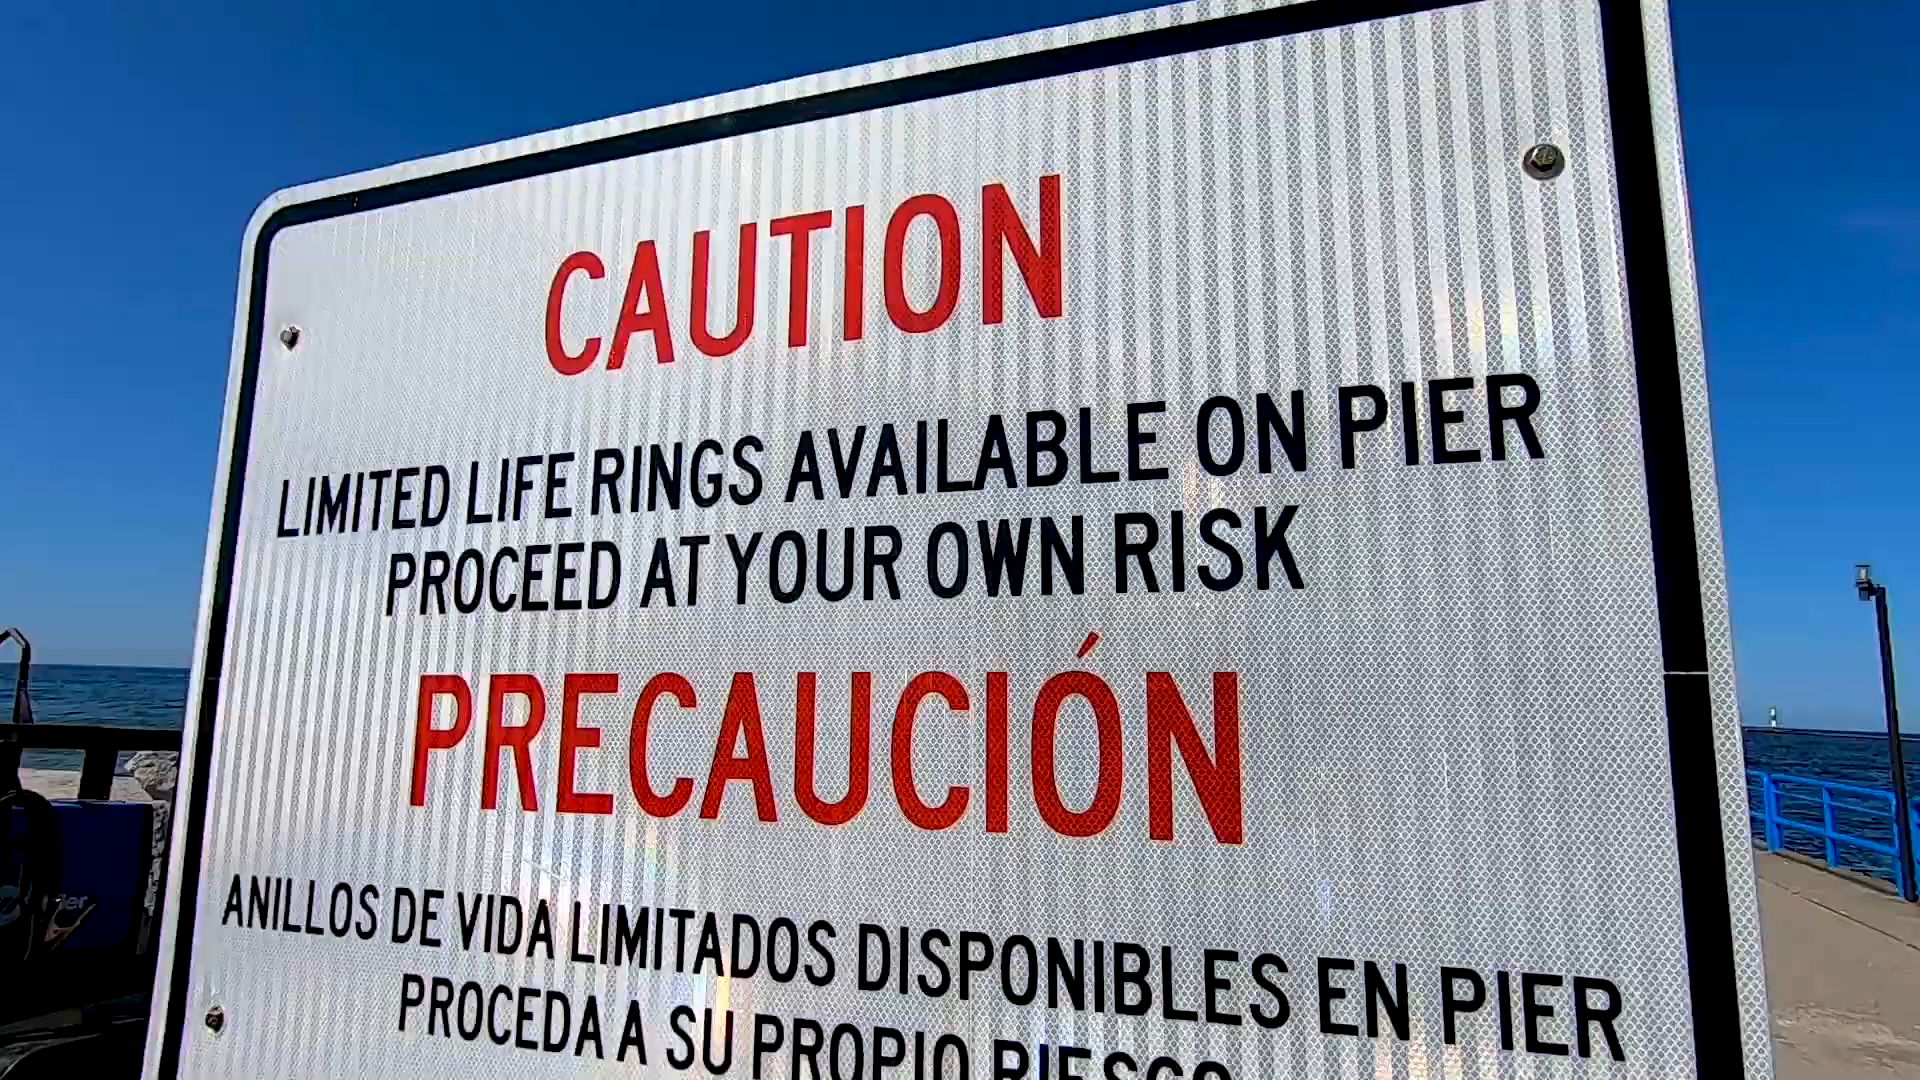 CAUTION
LIMITED LIFE RINGS AVAILABLE ON PIER
PROCEED AT YOUR OWN RISK
PRECAUCIÓN
ANILLOS DE VIDA LIMITADOS DISPONIBLES EN PIER
PROCEDA A SU PROPIO RIESGO